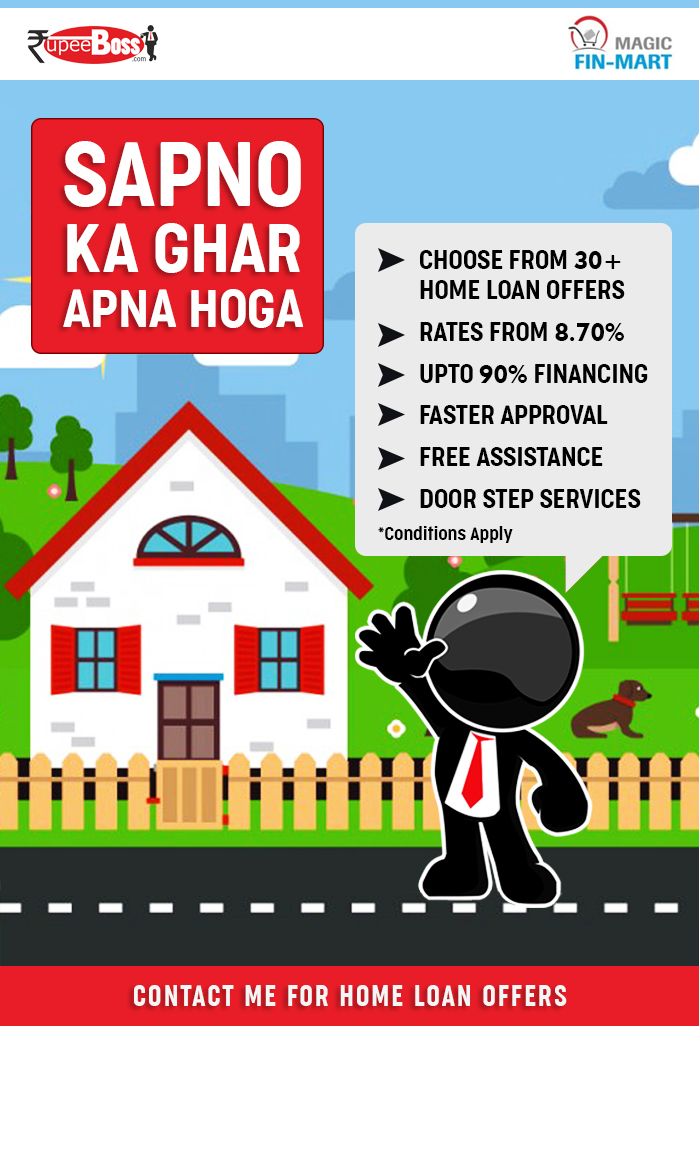 ₹upeeBoss
.com
MAGIC
FIN-MART
SAPNO
KA GHAR
APNA HOGA
➤ CHOOSE FROM 30+
HOME LOAN OFFERS
➤ RATES FROM 8.70%
➤ UPTO 90% FINANCING
➤ FASTER APPROVAL
➤ FREE ASSISTANCE
➤ DOOR STEP SERVICES
*Conditions Apply
CONTACT ME FOR HOME LOAN OFFERS